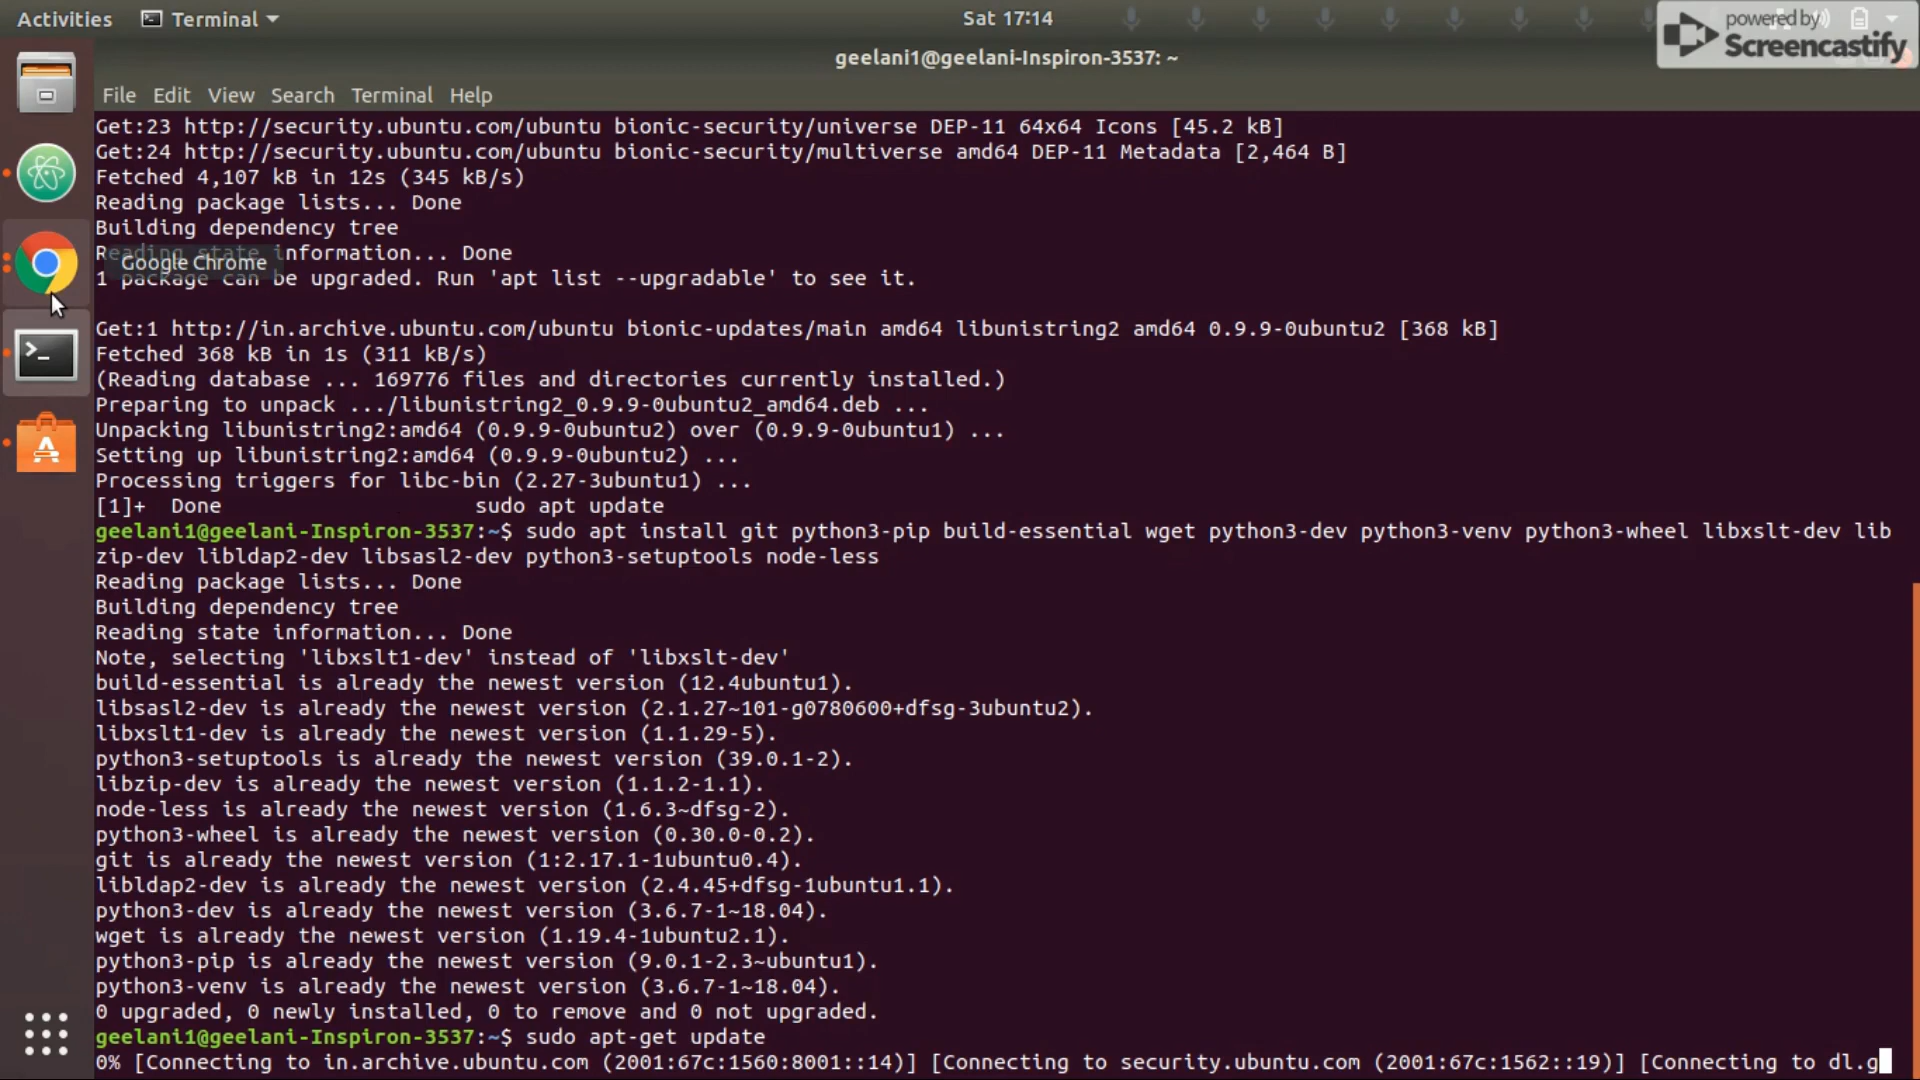 Activities Terminal Sat 17:14
powered by
Screencastify
geelani1@geelani-Inspiron-3537: ~
File Edit View Search Terminal Help
Get:23 http://security.ubuntu.com/ubuntu bionic-security/universe DEP-11 64x64 Icons [45.2 kB]
Get:24 http://security.ubuntu.com/ubuntu bionic-security/multiverse amd64 DEP-11 Metadata [2,464 B]
Fetched 4,107 kB in 12s (345 kB/s)
Reading package lists... Done
Building dependency tree
Reading state information... Done
Google Chrome
1 package can be upgraded. Run 'apt list --upgradable' to see it.
Get:1 http://in.archive.ubuntu.com/ubuntu bionic-updates/main amd64 libunistring2 amd64 0.9.9-0ubuntu2 [368 kB]
Fetched 368 kB in 1s (311 kB/s)
(Reading database ... 169776 files and directories currently installed.)
Preparing to unpack .../libunistring2_0.9.9-0ubuntu2_amd64.deb ...
Unpacking libunistring2:amd64 (0.9.9-0ubuntu2) over (0.9.9-0ubuntu1) ...
Setting up libunistring2:amd64 (0.9.9-0ubuntu2) ...
Processing triggers for libc-bin (2.27-3ubuntu1) ...
[1]+  Done                    sudo apt update
geelani1@geelani-Inspiron-3537:~$ sudo apt install git python3-pip build-essential wget python3-dev python3-venv python3-wheel libxslt-dev lib
zip-dev libldap2-dev libsasl2-dev python3-setuptools node-less
Reading package lists... Done
Building dependency tree
Reading state information... Done
Note, selecting 'libxslt1-dev' instead of 'libxslt-dev'
build-essential is already the newest version (12.4ubuntu1).
libsasl2-dev is already the newest version (2.1.27~101-g0780600+dfsg-3ubuntu2).
libxslt1-dev is already the newest version (1.1.29-5).
python3-setuptools is already the newest version (39.0.1-2).
libzip-dev is already the newest version (1.1.2-1.1).
node-less is already the newest version (1.6.3~dfsg-2).
python3-wheel is already the newest version (0.30.0-0.2).
git is already the newest version (1:2.17.1-1ubuntu0.4).
libldap2-dev is already the newest version (2.4.45+dfsg-1ubuntu1.1).
python3-dev is already the newest version (3.6.7-1~18.04).
wget is already the newest version (1.19.4-1ubuntu2.1).
python3-pip is already the newest version (9.0.1-2.3~ubuntu1).
python3-venv is already the newest version (3.6.7-1~18.04).
0 upgraded, 0 newly installed, 0 to remove and 0 not upgraded.
geelani1@geelani-Inspiron-3537:~$ sudo apt-get update
0% [Connecting to in.archive.ubuntu.com (2001:67c:1560:8001::14)] [Connecting to security.ubuntu.com (2001:67c:1562::19)] [Connecting to dl.g